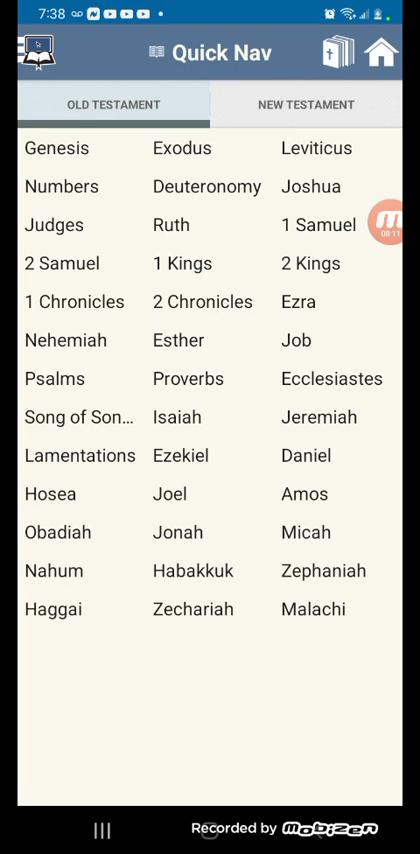 7:38
Quick Nav
OLD TESTAMENT NEW TESTAMENT
Genesis Exodus Leviticus
Numbers Deuteronomy Joshua
Judges Ruth 1 Samuel
08:11
2 Samuel 1 Kings 2 Kings
1 Chronicles 2 Chronicles Ezra
Nehemiah Esther Job
Psalms Proverbs Ecclesiastes
Song of Son... Isaiah Jeremiah
Lamentations Ezekiel Daniel
Hosea Joel Amos
Obadiah Jonah Micah
Nahum Habakkuk Zephaniah
Haggai Zechariah Malachi
Recorded by mobizen